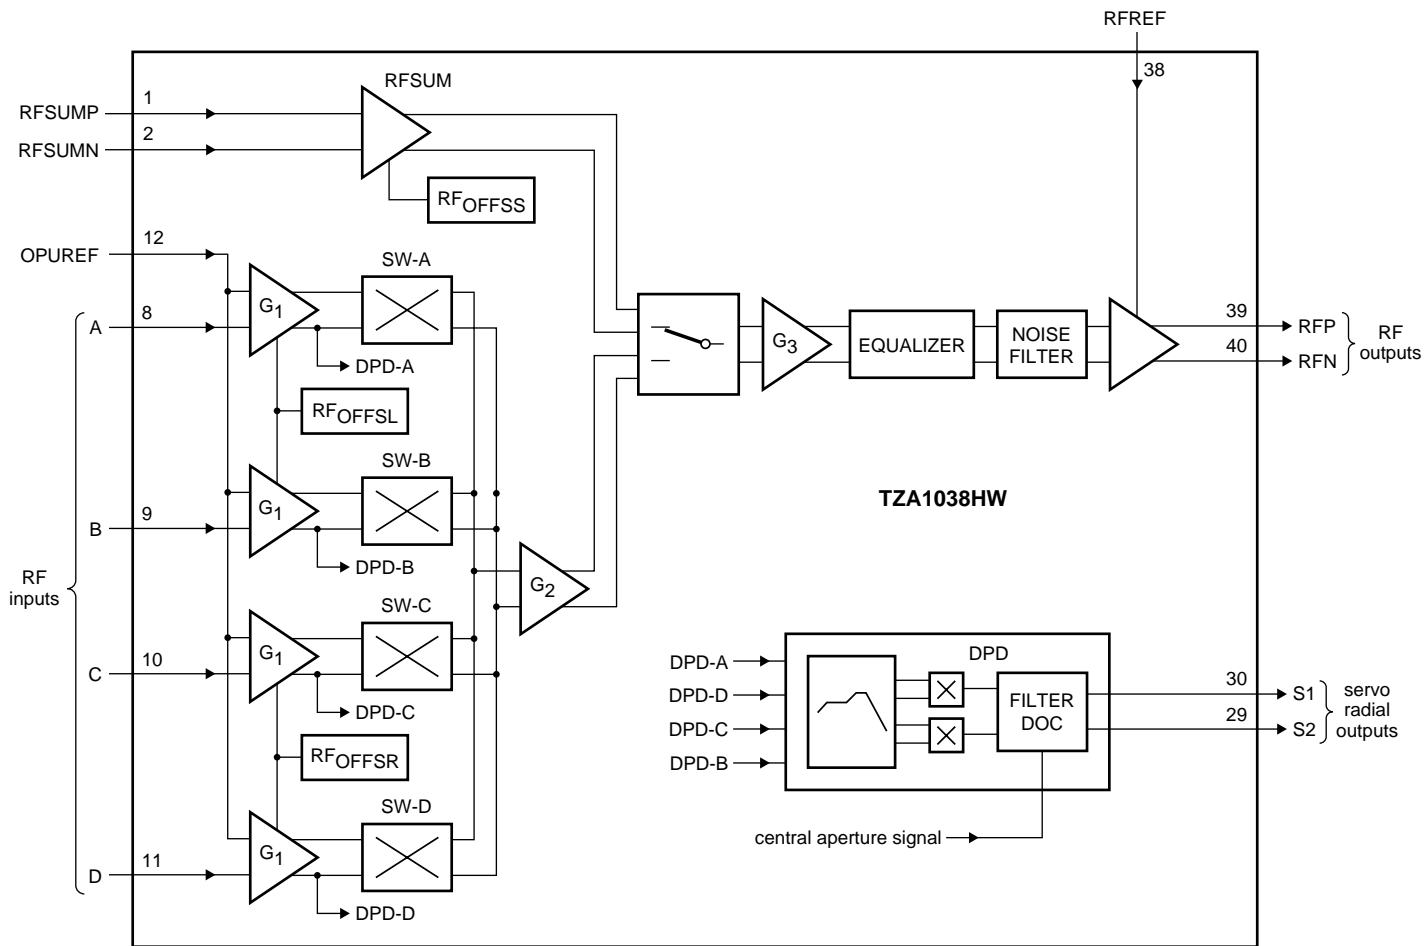 RFREF
38
RFSUM
RFSUMP
1
RFSUMN
2
RFOFFSS
OPUREF
12
SW-A
G1
A
8
DPD-A
RFOFFSL
SW-B
G1
B
9
DPD-B
RF
inputs
SW-C
G1
C
10
DPD-C
RFOFFSR
SW-D
G1
D
11
DPD-D
G2
G3
EQUALIZER
NOISE
FILTER
39
RFP
40
RFN
RF
outputs
TZA1038HW
DPD
DPD-A
DPD-D
DPD-C
DPD-B
FILTER
DOC
30
S1
29
S2
servo
radial
outputs
central aperture signal